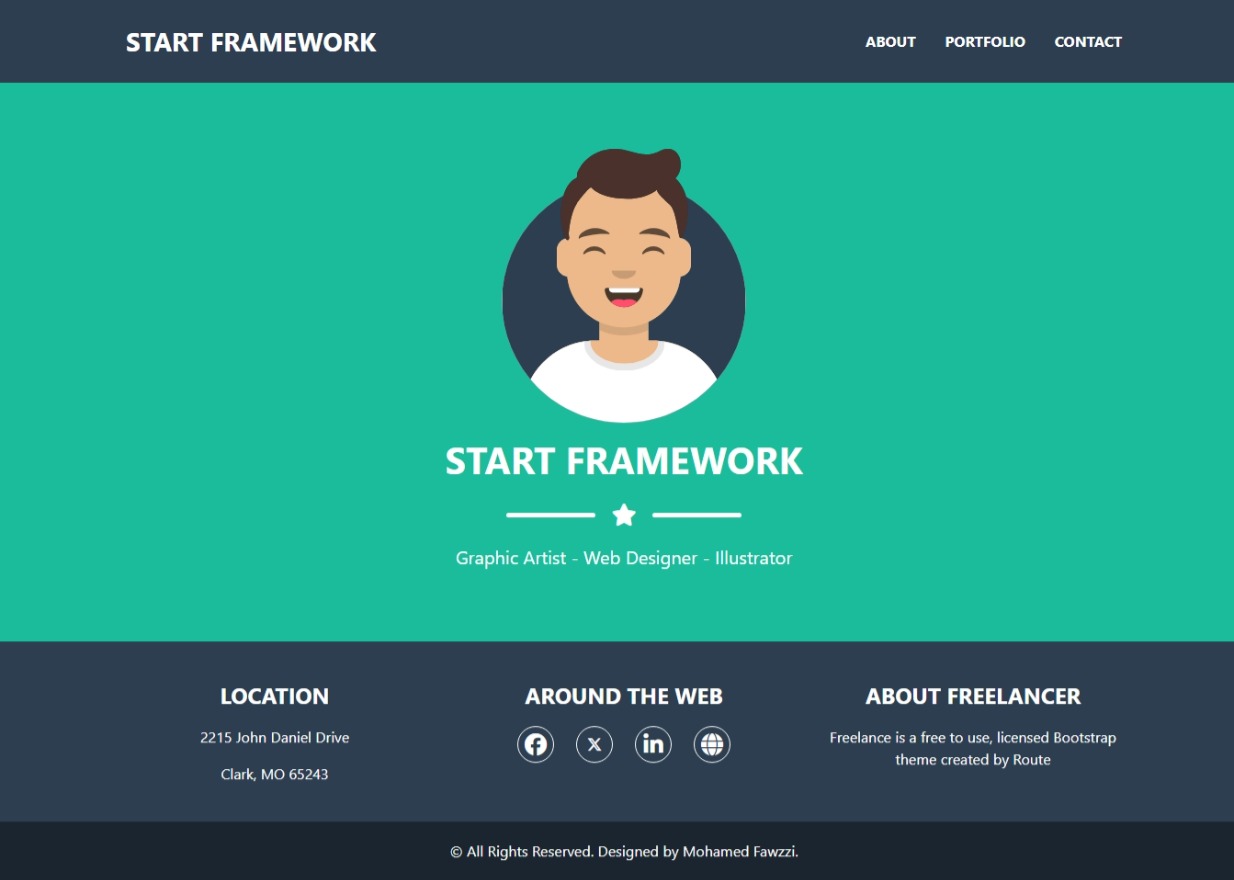 START FRAMEWORK
ABOUT PORTFOLIO CONTACT
START FRAMEWORK
Graphic Artist - Web Designer - Illustrator
LOCATION
2215 John Daniel Drive
Clark, MO 65243
AROUND THE WEB
ABOUT FREELANCER
Freelance is a free to use, licensed Bootstrap
theme created by Route
© All Rights Reserved. Designed by Mohamed Fawzzi.